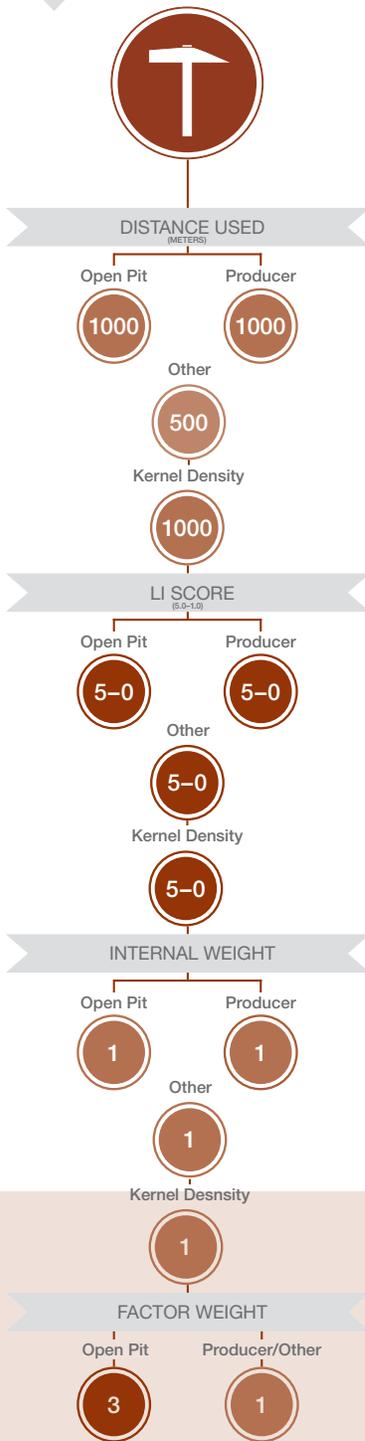 DISTANCE USED
(METERS)
Open Pit Producer
1000 1000
Other
500
Kernel Density
1000
LI SCORE
(5.0–1.0)
Open Pit Producer
5–0 5–0
Other
5–0
Kernel Density
5–0
INTERNAL WEIGHT
Open Pit Producer
1 1
Other
1
Kernel Desnsity
1
FACTOR WEIGHT
Open Pit Producer/Other
3 1